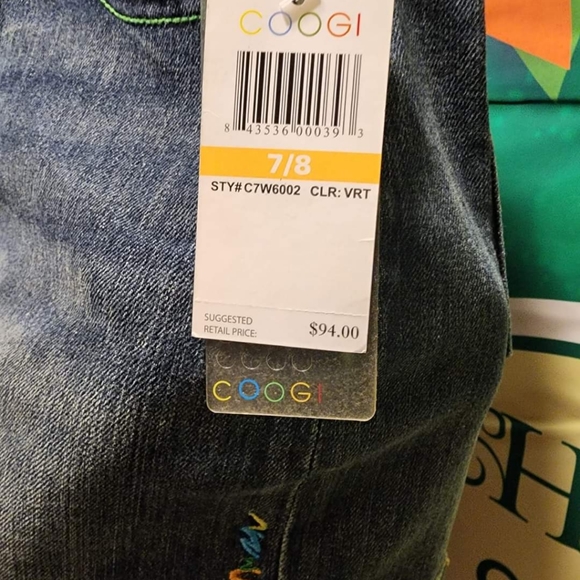 COOGI
8 43536 00039 3
7/8
STY# C7W6002 CLR: VRT
SUGGESTED
RETAIL PRICE: $94.00
COOGI
H